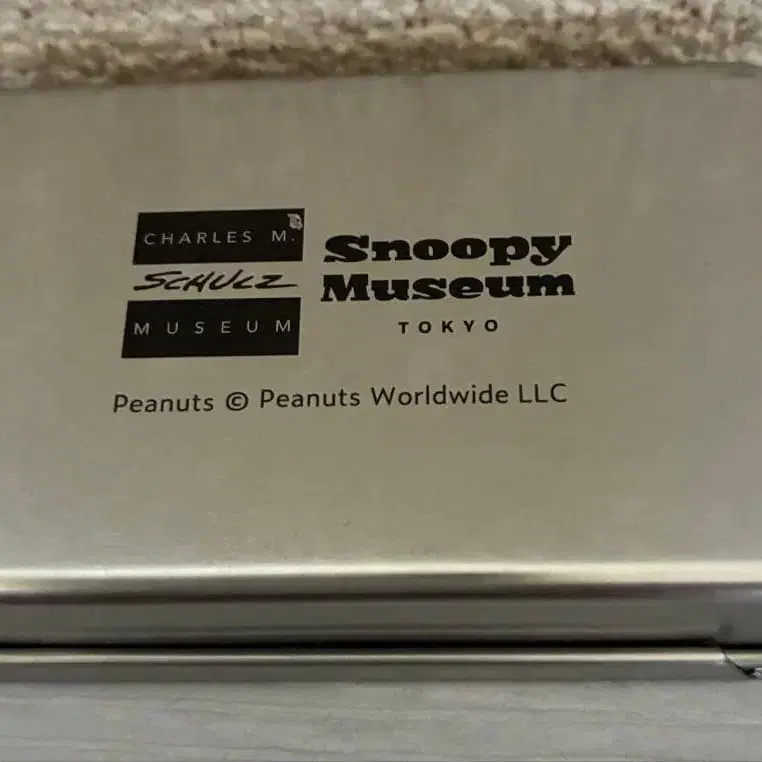 CHARLES M.
SCHULZ
MUSEUM
Snoopy
Museum
TOKYO
Peanuts © Peanuts Worldwide LLC